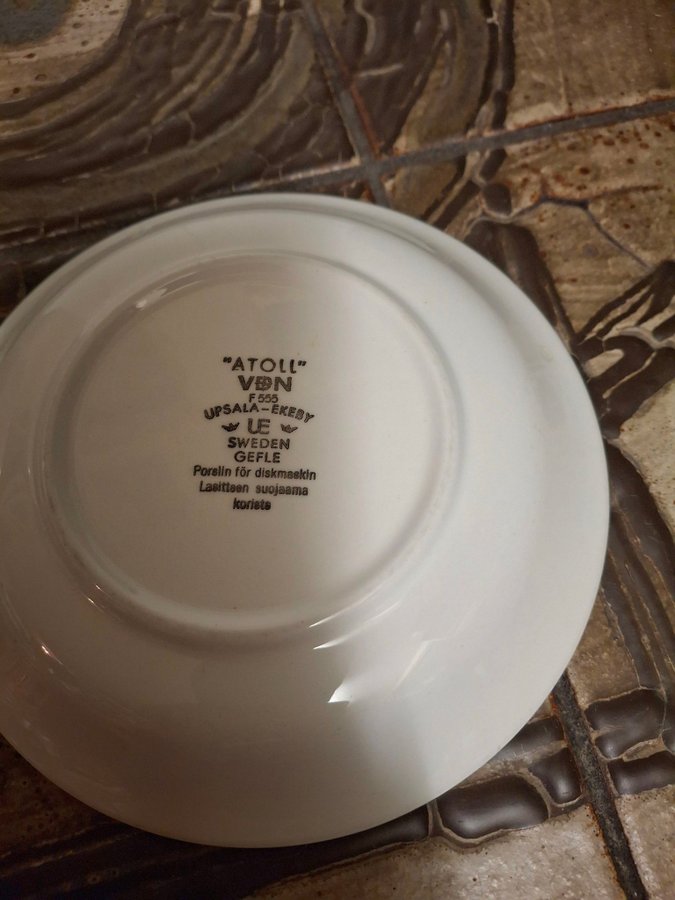 "ATOLL"
VDN
F 555
UPSALA-EKEBY
UE
SWEDEN
GEFLE
Porslin för diskmaskin
Lasitteen suojaama
koriste